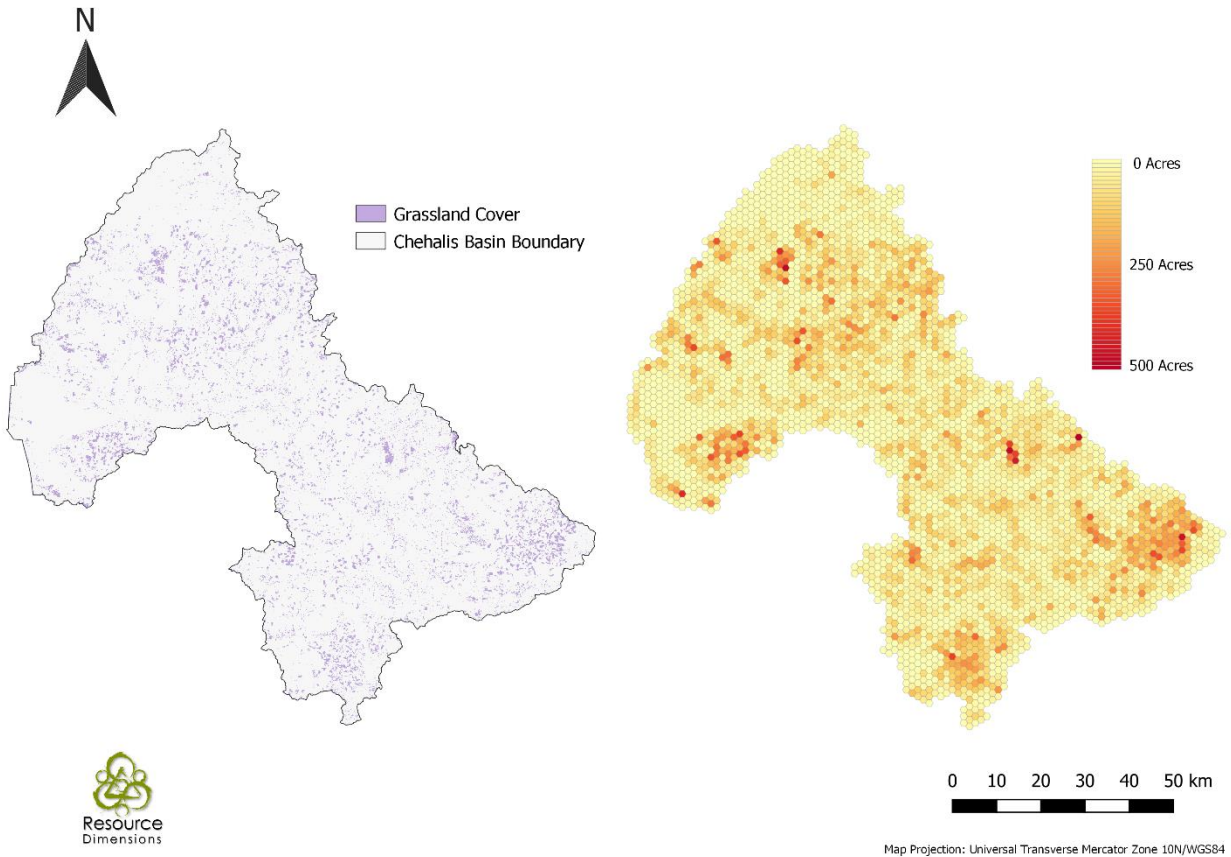 N
Grassland Cover
Chehalis Basin Boundary
0 Acres
250 Acres
500 Acres
Resource
Dimensions
0 10 20 30 40 50 km
Map Projection: Universal Transverse Mercator Zone 10N/WGS84